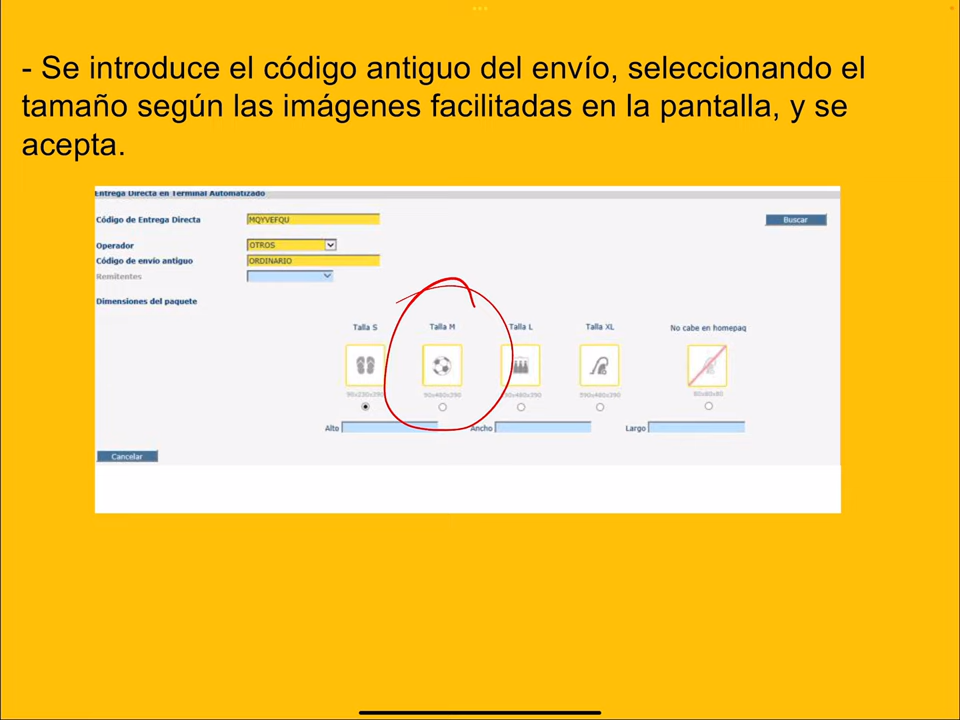 - Se introduce el código antiguo del envío, seleccionando el
tamaño según las imágenes facilitadas en la pantalla, y se
acepta.
Entrega Directa en Terminal Automatizado
Código de Entrega Directa MQYVEFQU Buscar
Operador OTROS
Código de envío antiguo ORDINARIO
Remitentes
Dimensiones del paquete
Talla S Talla M Talla L Talla XL No cabe en homepaq
Alto Ancho Largo
Cancelar